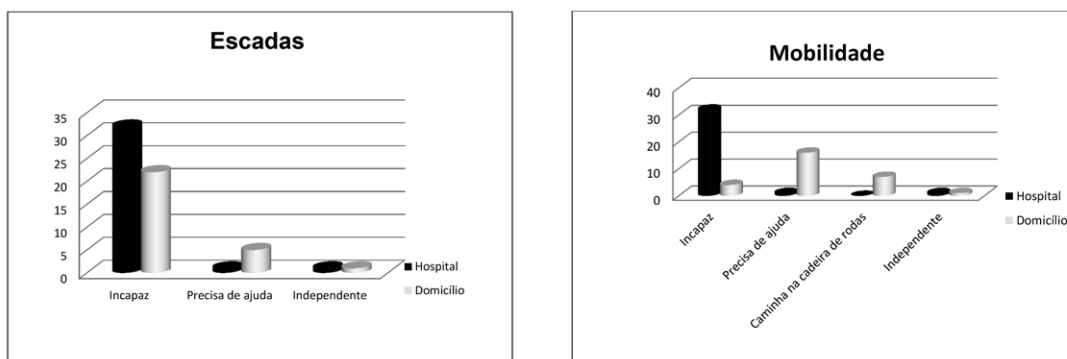 Escadas
35
30
25
20
15
10
5
0
Incapaz
Precisa de ajuda
Independente
Hospital
Domicílio
Mobilidade
40
30
20
10
0
Incapaz
Precisa de ajuda
Caminha na cadeira de rodas
Independente
Hospital
Domicílio